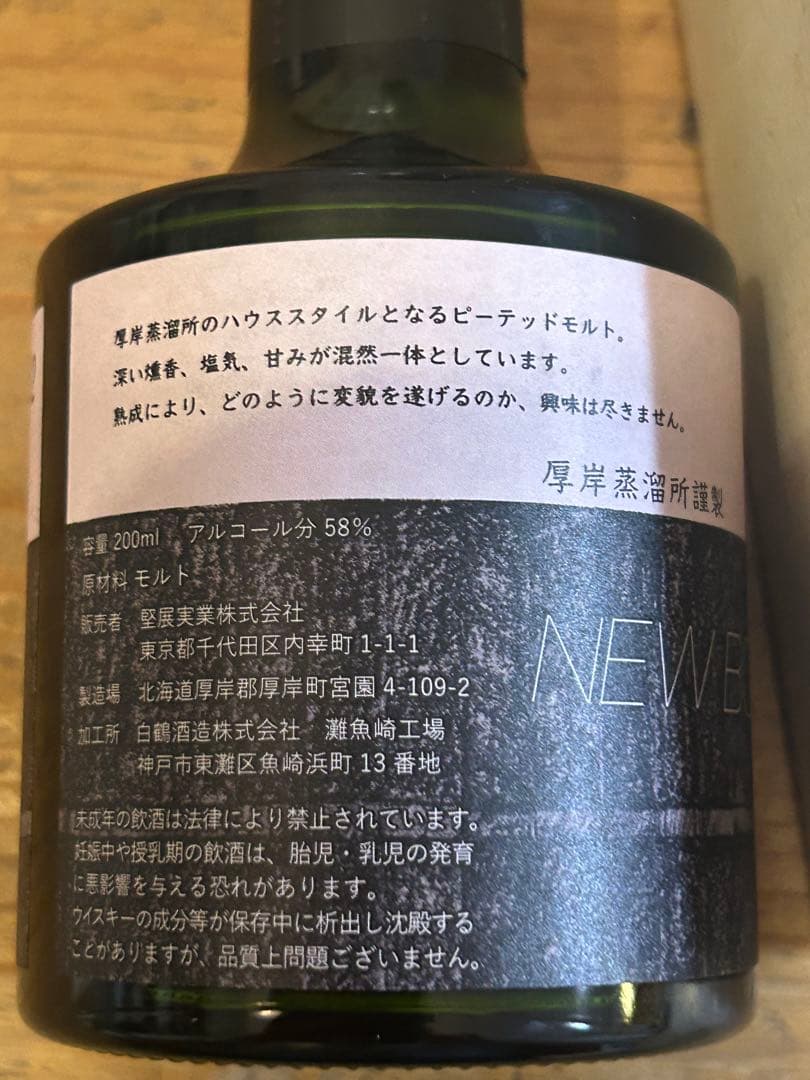 厚岸蒸溜所のハウススタイルとなるピーテッドモルト。
深い燻香、塩気、甘みが混然一体としています。
熟成により、どのように変貌を遂げるのか、興味は尽きません。
厚岸蒸溜所謹製
容量 200ml アルコール分 58%
原材料 モルト
販売者 堅展実業株式会社
東京都千代田区内幸町 1-1-1
製造場 北海道厚岸郡厚岸町宮園 4-109-2
加工所 白鶴酒造株式会社 灘魚崎工場
神戸市東灘区魚崎浜町 13 番地
NEW
未成年の飲酒は法律により禁止されています。
妊娠中や授乳期の飲酒は、胎児・乳児の発育
に悪影響を与える恐れがあります。
ウイスキーの成分等が保存中に析出し沈殿する
ことがありますが、品質上問題ございません。